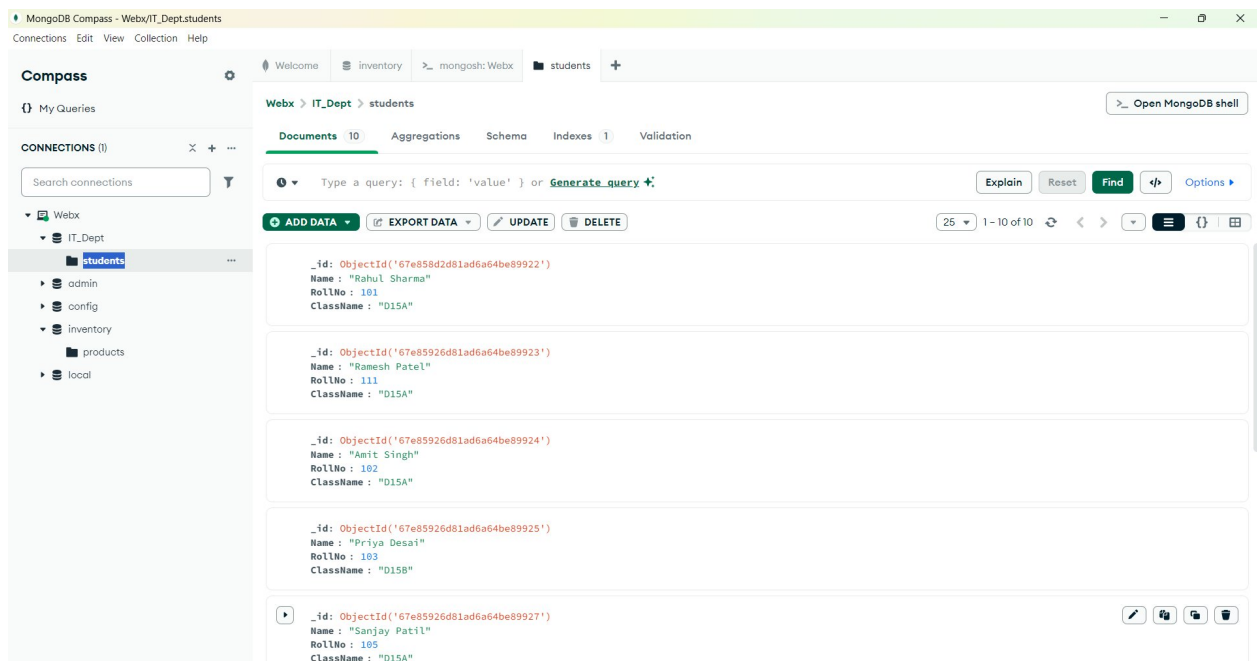 MongoDB Compass - Webx/IT_Dept.students
Connections Edit View Collection Help
Compass
{} My Queries
CONNECTIONS (1)
Search connections
Webx
IT_Dept
students
admin
config
inventory
products
local
Welcome inventory >_ mongosh: Webx students +
Webx > IT_Dept > students
>_ Open MongoDB shell
Documents 10 Aggregations Schema Indexes 1 Validation
Type a query: { field: 'value' } or Generate query
Explain Reset Find </> Options
ADD DATA EXPORT DATA UPDATE DELETE
25 1 – 10 of 10 {}
_id: ObjectId('67e858d2d81ad6a64be89922')
Name : "Rahul Sharma"
RollNo : 101
ClassName : "D15A"
_id: ObjectId('67e85926d81ad6a64be89923')
Name : "Ramesh Patel"
RollNo : 111
ClassName : "D15A"
_id: ObjectId('67e85926d81ad6a64be89924')
Name : "Amit Singh"
RollNo : 102
ClassName : "D15A"
_id: ObjectId('67e85926d81ad6a64be89925')
Name : "Priya Desai"
RollNo : 103
ClassName : "D15B"
_id: ObjectId('67e85926d81ad6a64be89927')
Name : "Sanjay Patil"
RollNo : 105
ClassName : "D15A"